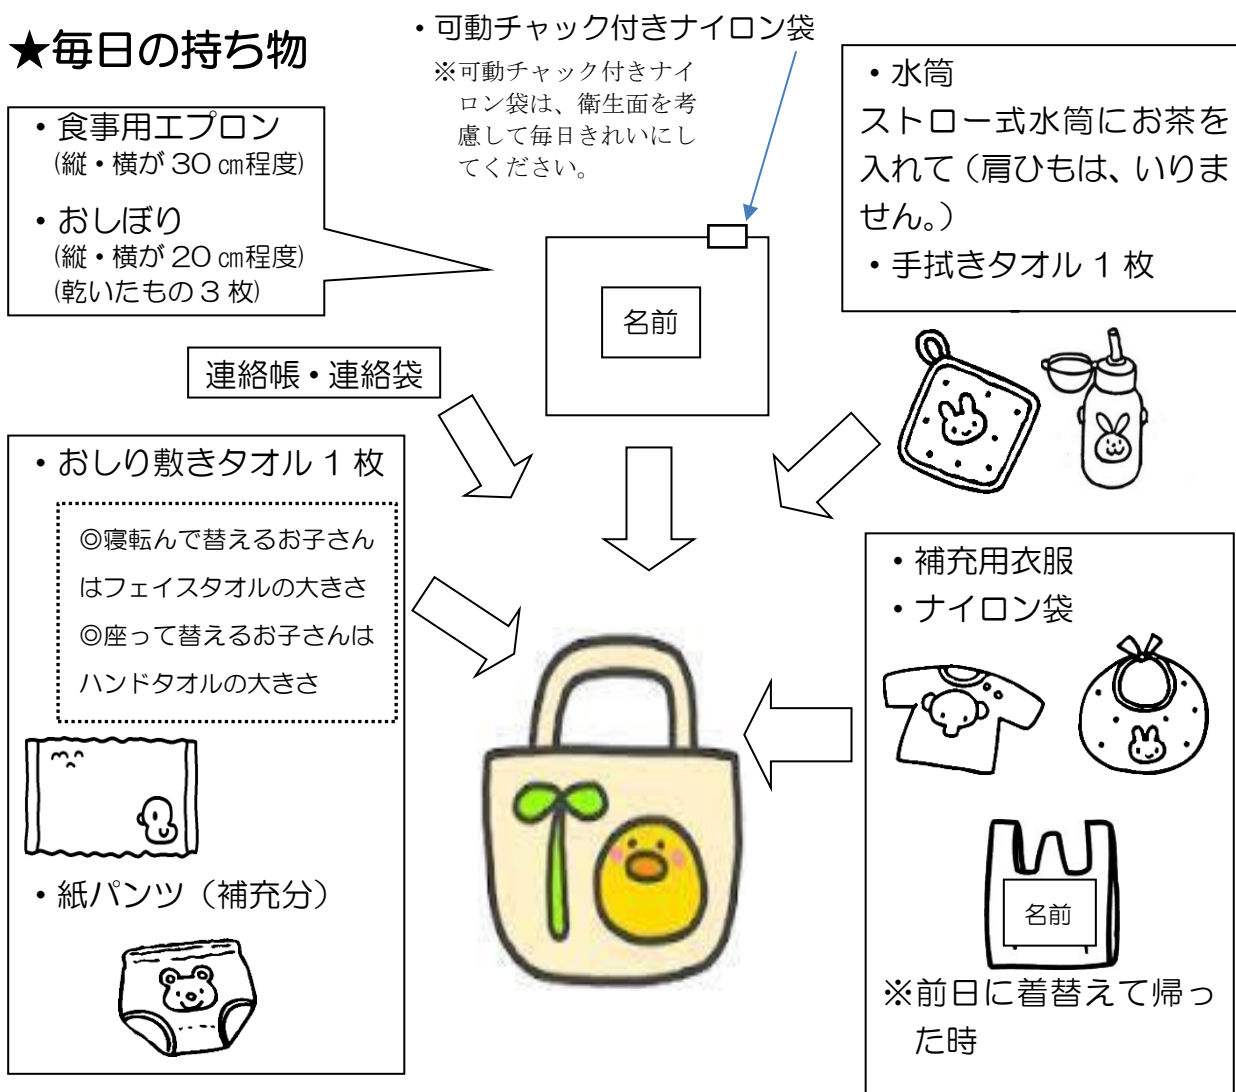 ★毎日の持ち物
・可動チャック付きナイロン袋
※可動チャック付きナイ
ロン袋は、衛生面を考
慮して毎日きれいにし
てください。
・食事用エプロン
(縦・横が 30 ㎝程度)
・おしぼり
(縦・横が 20 ㎝程度)
(乾いたもの 3 枚)
・水筒
ストロー式水筒にお茶を
入れて（肩ひもは、いりま
せん。）
・手拭きタオル 1 枚
名前
連絡帳・連絡袋
・おしり敷きタオル 1 枚
◎寝転んで替えるお子さん
はフェイスタオルの大きさ
◎座って替えるお子さんは
ハンドタオルの大きさ
・紙パンツ（補充分）
・補充用衣服
・ナイロン袋
名前
※前日に着替えて帰っ
た時